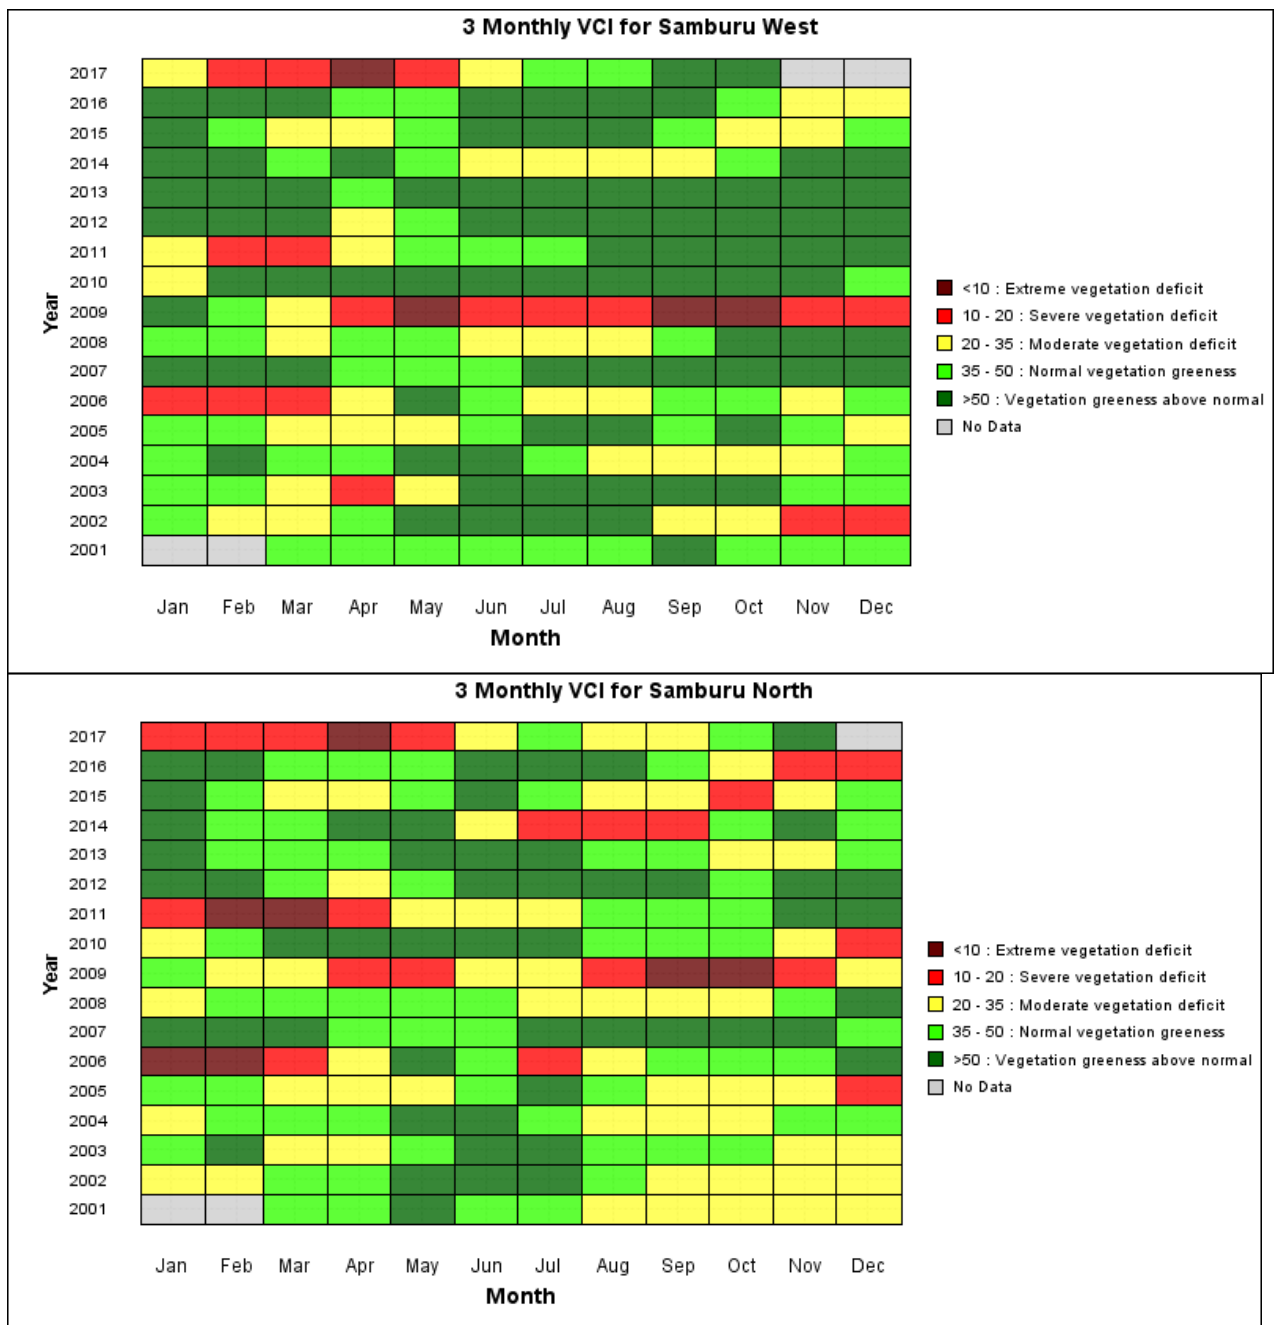 3 Monthly VCI for Samburu West
2017
2016
2015
2014
2013
2012
2011
2010
2009
2008
2007
2006
2005
2004
2003
2002
2001
Year
Jan Feb Mar Apr May Jun Jul Aug Sep Oct Nov Dec
Month
<10 : Extreme vegetation deficit
10 - 20 : Severe vegetation deficit
20 - 35 : Moderate vegetation deficit
35 - 50 : Normal vegetation greeness
>50 : Vegetation greeness above normal
No Data
3 Monthly VCI for Samburu North
2017
2016
2015
2014
2013
2012
2011
2010
2009
2008
2007
2006
2005
2004
2003
2002
2001
Year
Jan Feb Mar Apr May Jun Jul Aug Sep Oct Nov Dec
Month
<10 : Extreme vegetation deficit
10 - 20 : Severe vegetation deficit
20 - 35 : Moderate vegetation deficit
35 - 50 : Normal vegetation greeness
>50 : Vegetation greeness above normal
No Data